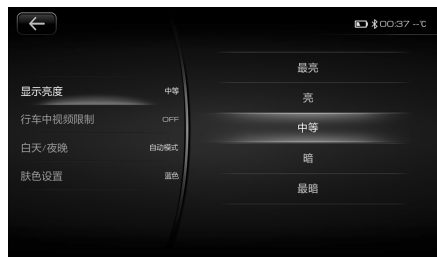 00:37 --℃
显示亮度 中等
行车中视频限制 OFF
白天/夜晚 自动模式
肤色设置 蓝色
最亮
亮
中等
暗
最暗